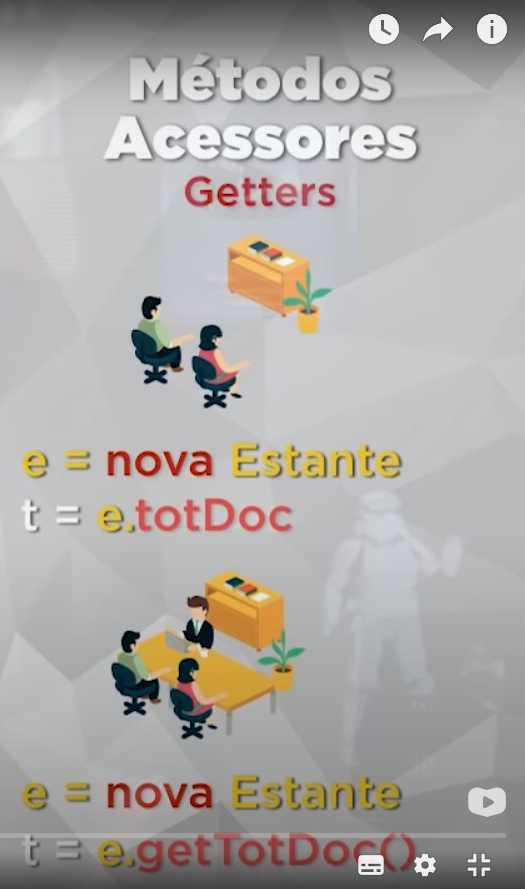 Métodos
Acessores
Getters
e = nova Estante
t = e.totDoc
e = nova Estante
t = e.getTotDoc()